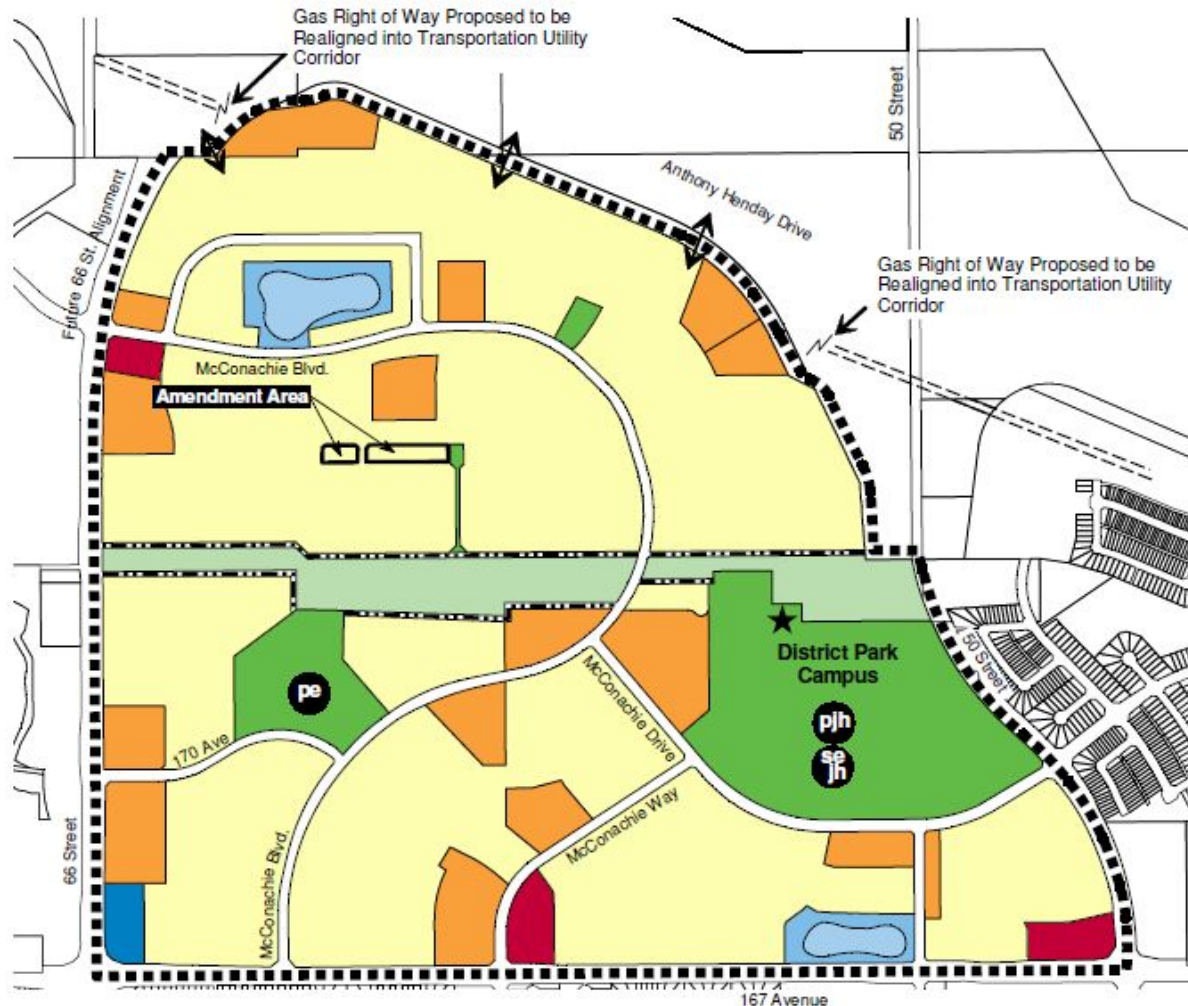 Gas Right of Way Proposed to be
Realigned into Transportation Utility
Corridor
50 Street
Anthony Henday Drive
Future 66 St. Alignment
Gas Right of Way Proposed to be
Realigned into Transportation Utility
Corridor
McConachie Blvd.
Amendment Area
50 Street
District Park
Campus
pe
pjh
se
jh
McConachie Drive
170 Ave
McConachie Way
McConachie Blvd.
66 Street
167 Avenue